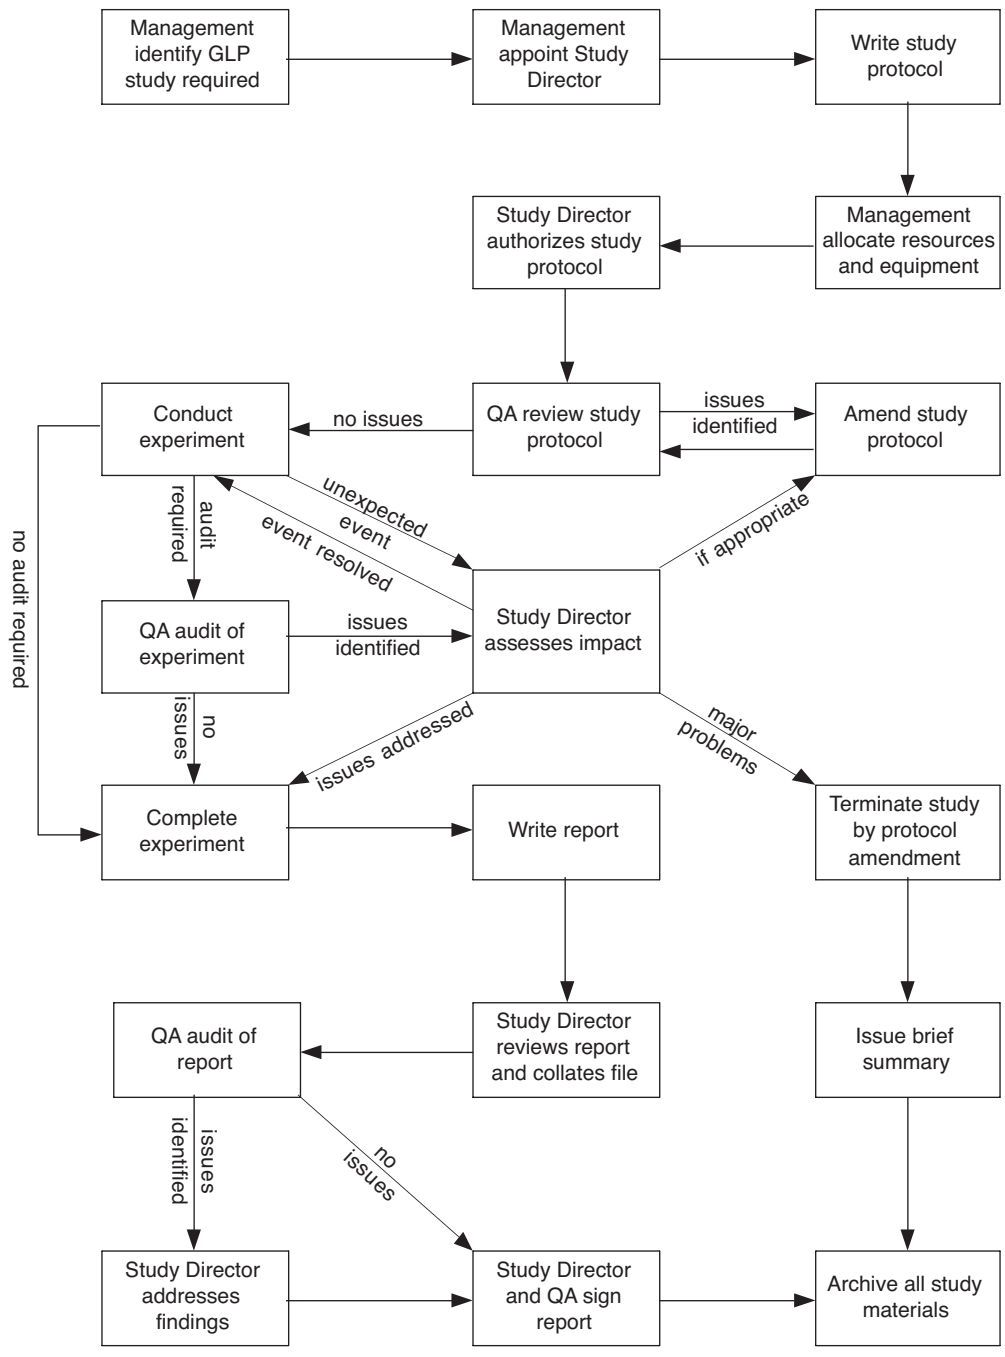 Management
identify GLP
study required
Management
appoint Study
Director
Write study
protocol
Study Director
authorizes study
protocol
Management
allocate resources
and equipment
Conduct
experiment
no issues
QA review study
protocol
issues
identified
Amend study
protocol
no audit required
audit
required
unexpected
event
event resolved
if appropriate
QA audit of
experiment
issues
identified
Study Director
assesses impact
no
issues
issues addressed
major
problems
Complete
experiment
Write report
Terminate study
by protocol
amendment
QA audit of
report
Study Director
reviews report
and collates file
Issue brief
summary
issues
identified
no
issues
Study Director
addresses
findings
Study Director
and QA sign
report
Archive all study
materials